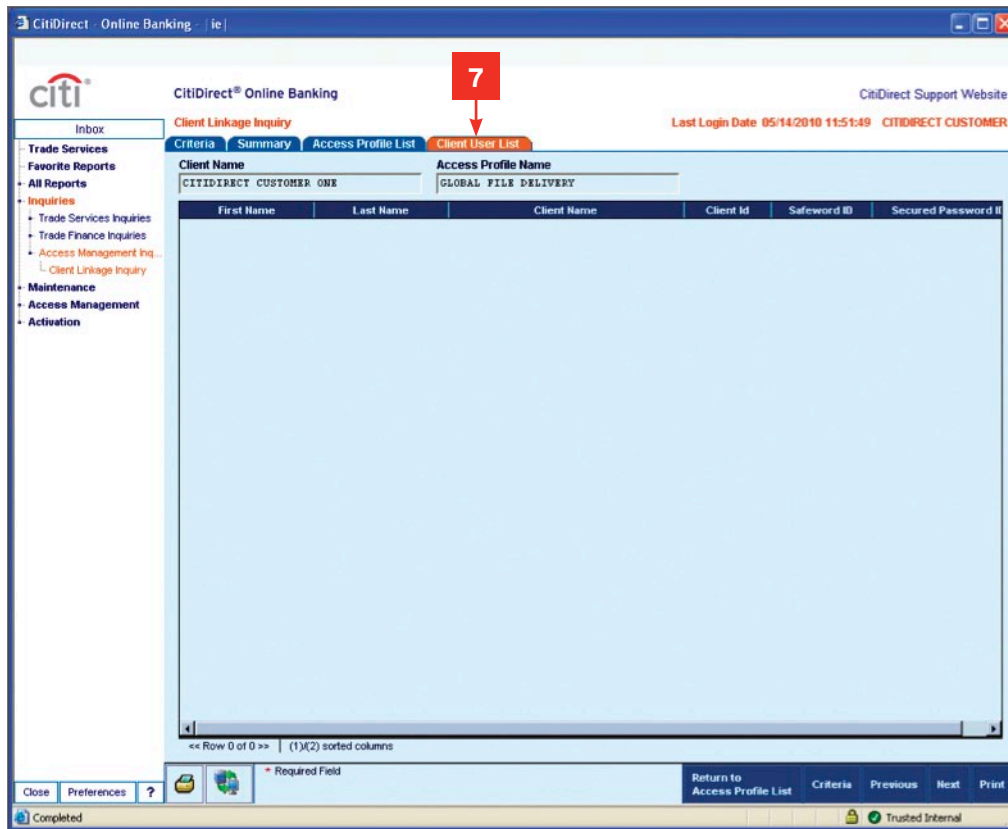 CitiDirect - Online Banking - | ie |
7
citi®
CitiDirect® Online Banking
CitiDirect Support Website
Inbox
Client Linkage Inquiry
Last Login Date 05/14/2010 11:51:49 CITIDIRECT CUSTOMER
Criteria Summary Access Profile List Client User List
Trade Services
Favorite Reports
All Reports
Inquiries
Trade Services Inquiries
Trade Finance Inquiries
Access Management Inq...
Client Linkage Inquiry
Maintenance
Access Management
Activation
Client Name Access Profile Name
CITIDIRECT CUSTOMER ONE GLOBAL FILE DELIVERY
First Name Last Name Client Name Client Id Safeword ID Secured Password
<< Row 0 of 0 >> | (1)/(2) sorted columns
* Required Field
Return to
Access Profile List
Criteria Previous Next Print
Close Preferences ?
Completed
Trusted Internal